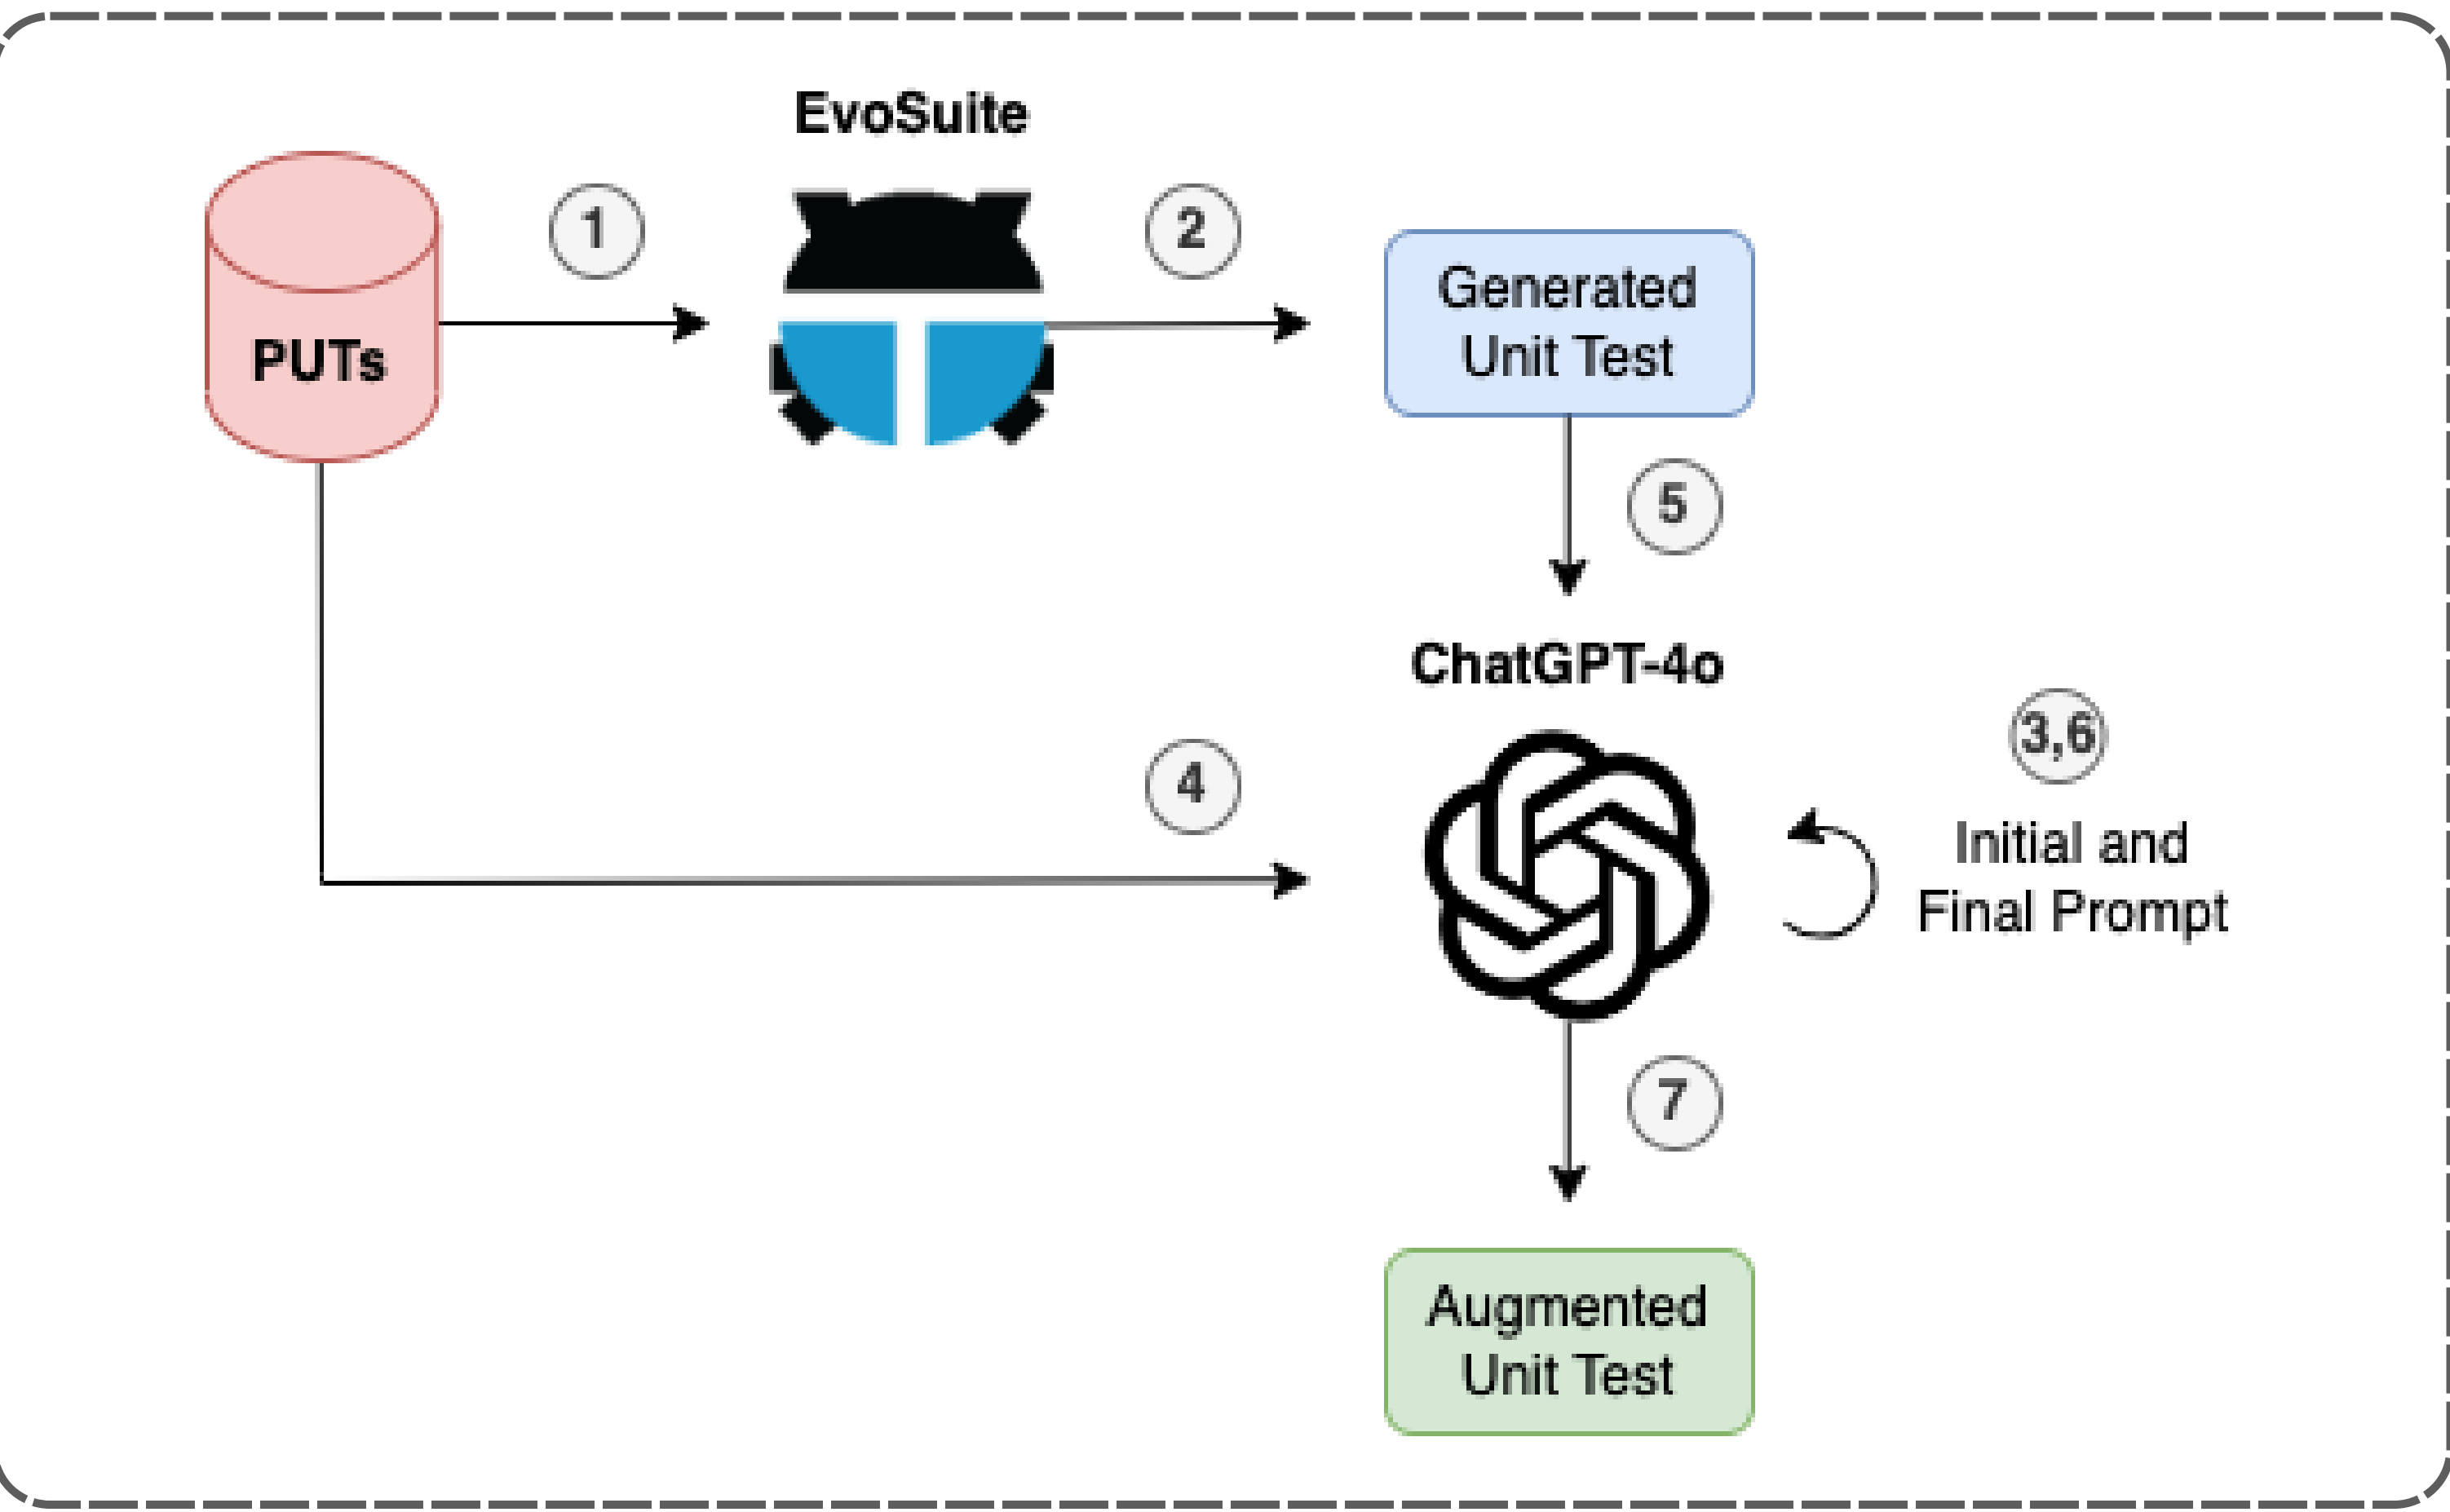 EvoSuite
1
2
PUTs
Generated
Unit Test
5
ChatGPT-4o
3,6
4
Initial and
Final Prompt
7
Augmented
Unit Test